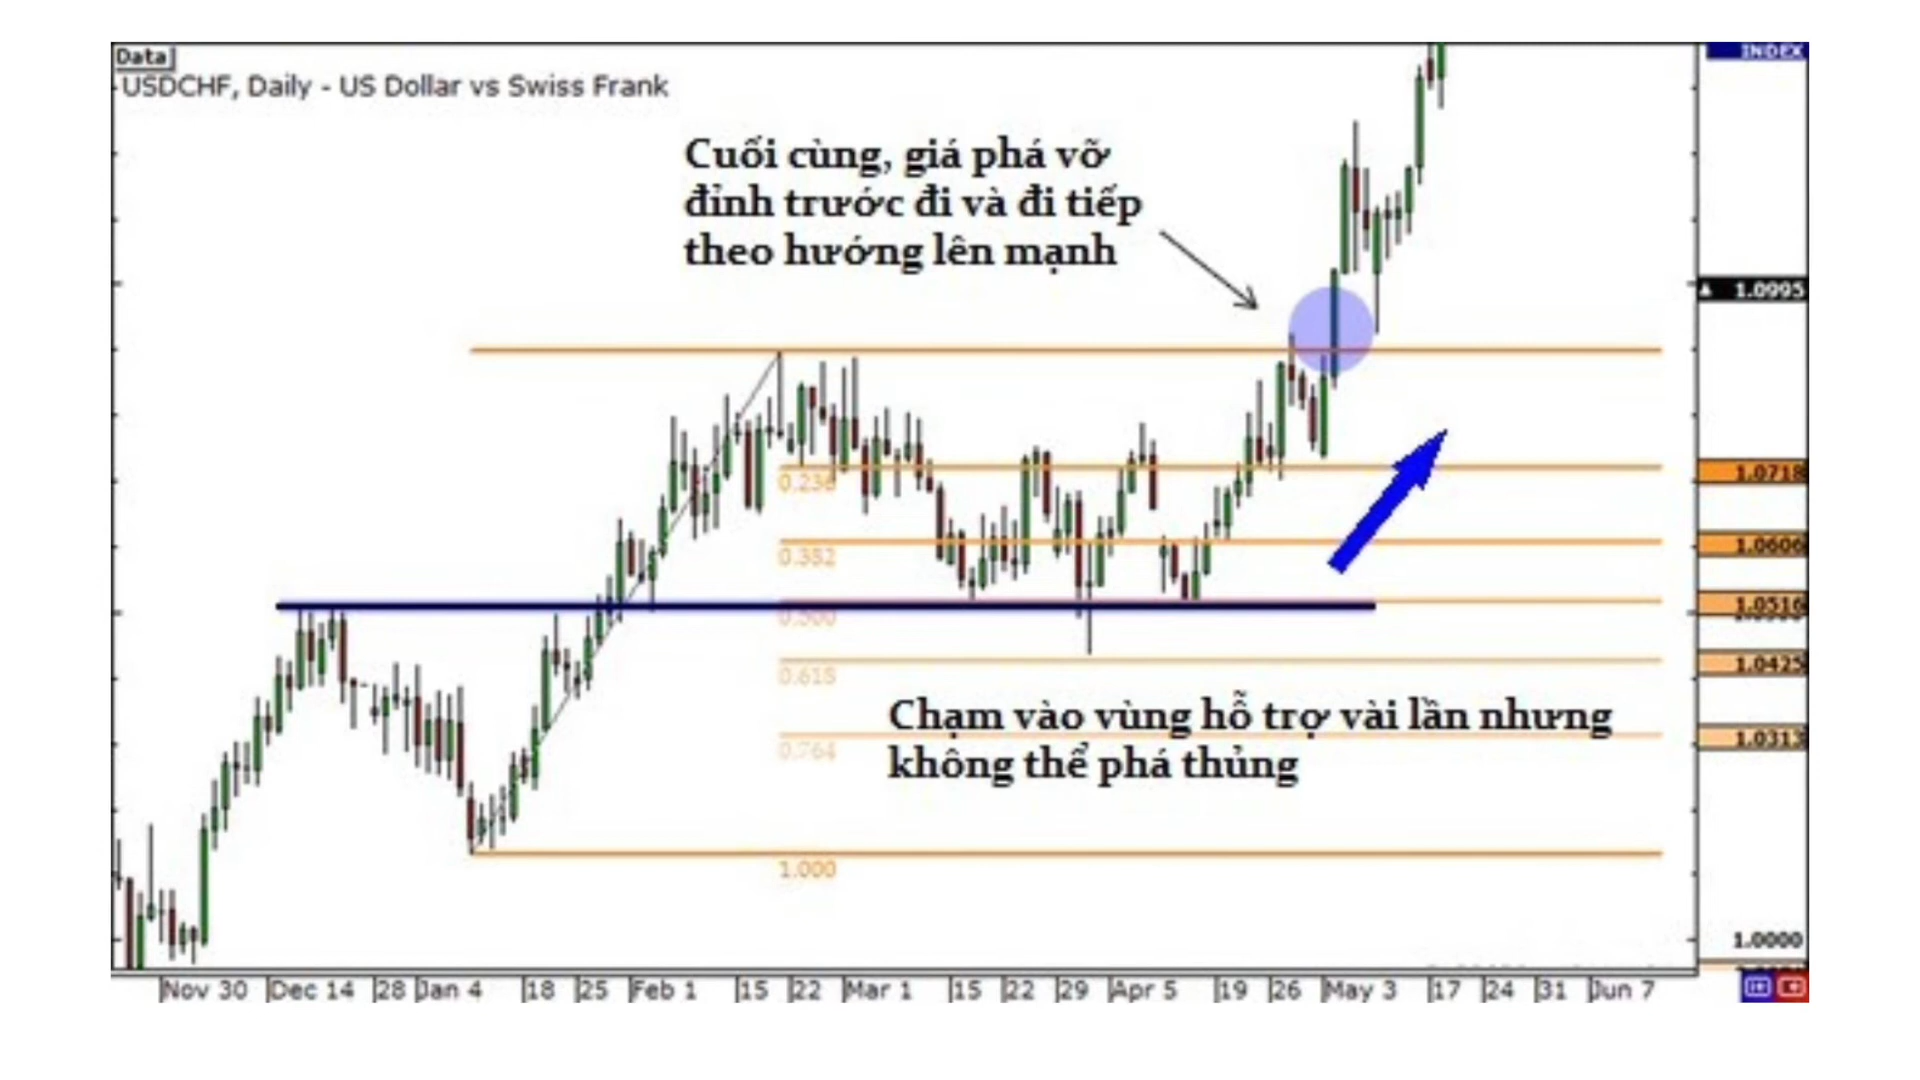 Data
INDEX
USDCHF, Daily - US Dollar vs Swiss Frank
Cuối cùng, giá phá vỡ
đỉnh trước đi và đi tiếp
theo hướng lên mạnh
1.0995
0.236
1.0718
0.382
1.0606
0.500
1.0516
0.618
1.0425
Chạm vào vùng hỗ trợ vài lần nhưng
không thể phá thủng
0.764
1.0313
1.000
1.0000
Nov 30 Dec 14 28 Jan 4 18 25 Feb 1 15 22 Mar 1 15 22 29 Apr 5 19 26 May 3 17 24 31 Jun 7